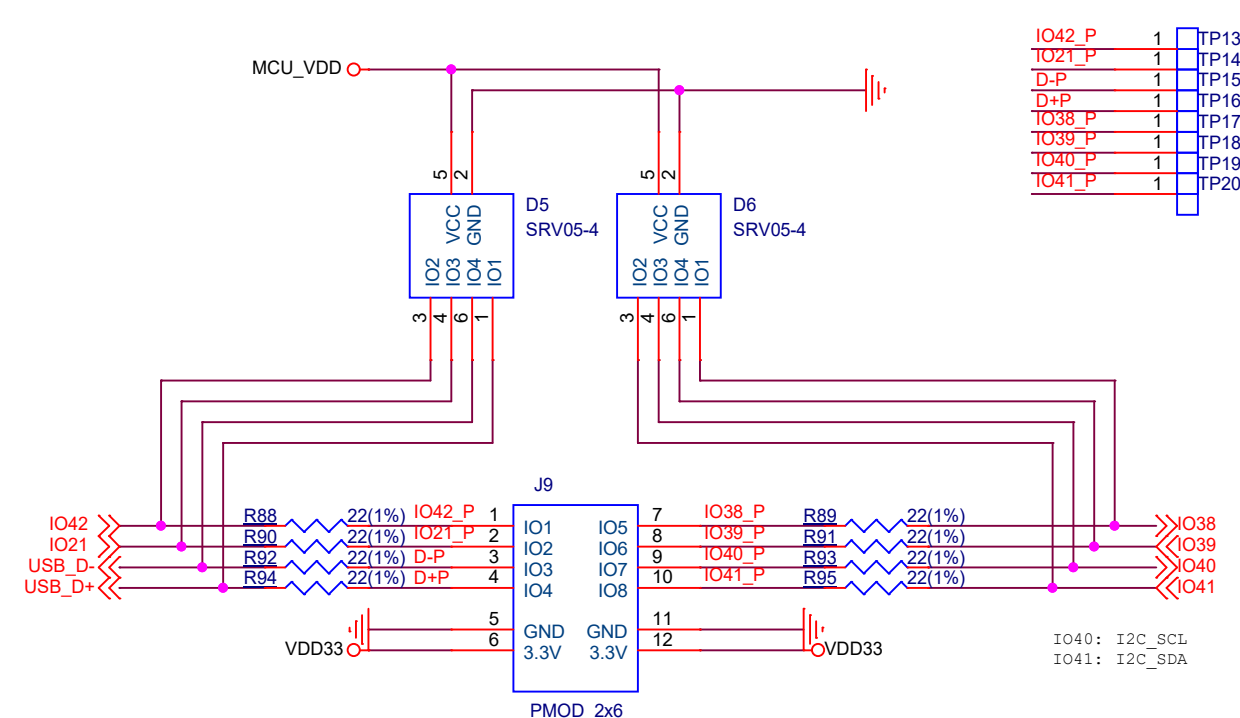 MCU_VDD
IO42_P 1 TP13
IO21_P 1 TP14
D-P 1 TP15
D+P 1 TP16
IO38_P 1 TP17
IO39_P 1 TP18
IO40_P 1 TP19
IO41_P 1 TP20
5 2
D5
SRV05-4
VCC GND
IO2 IO3 IO4 IO1
3 4 6 1
5 2
D6
SRV05-4
VCC GND
IO2 IO3 IO4 IO1
3 4 6 1
J9
IO42 R88 22(1%) IO42_P 1 IO1
IO21 R90 22(1%) IO21_P 2 IO2
USB_D- R92 22(1%) D-P 3 IO3
USB_D+ R94 22(1%) D+P 4 IO4
5 GND
VDD33 6 3.3V
IO5 7 IO38_P R89 22(1%) IO38
IO6 8 IO39_P R91 22(1%) IO39
IO7 9 IO40_P R93 22(1%) IO40
IO8 10 IO41_P R95 22(1%) IO41
GND 11
3.3V 12 VDD33
IO40: I2C_SCL
IO41: I2C_SDA
PMOD 2x6